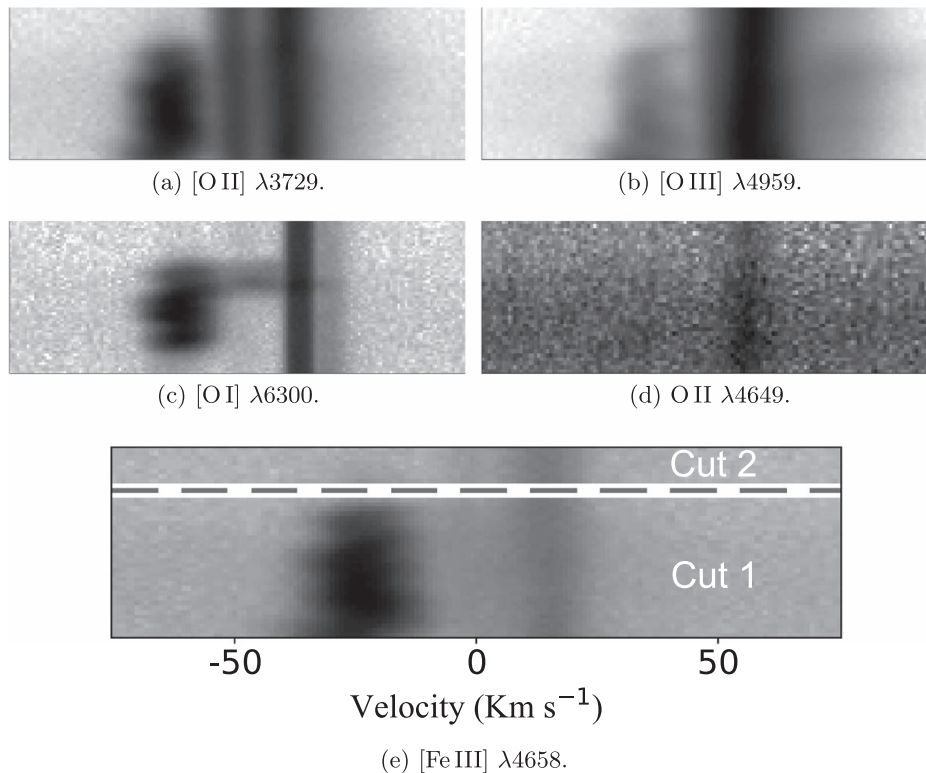 (a) [O II] λ3729.
(b) [O III] λ4959.
(c) [O I] λ6300.
(d) O II λ4649.
Cut 2
Cut 1
-50 0 50
Velocity (Km s⁻¹)
(e) [Fe III] λ4658.